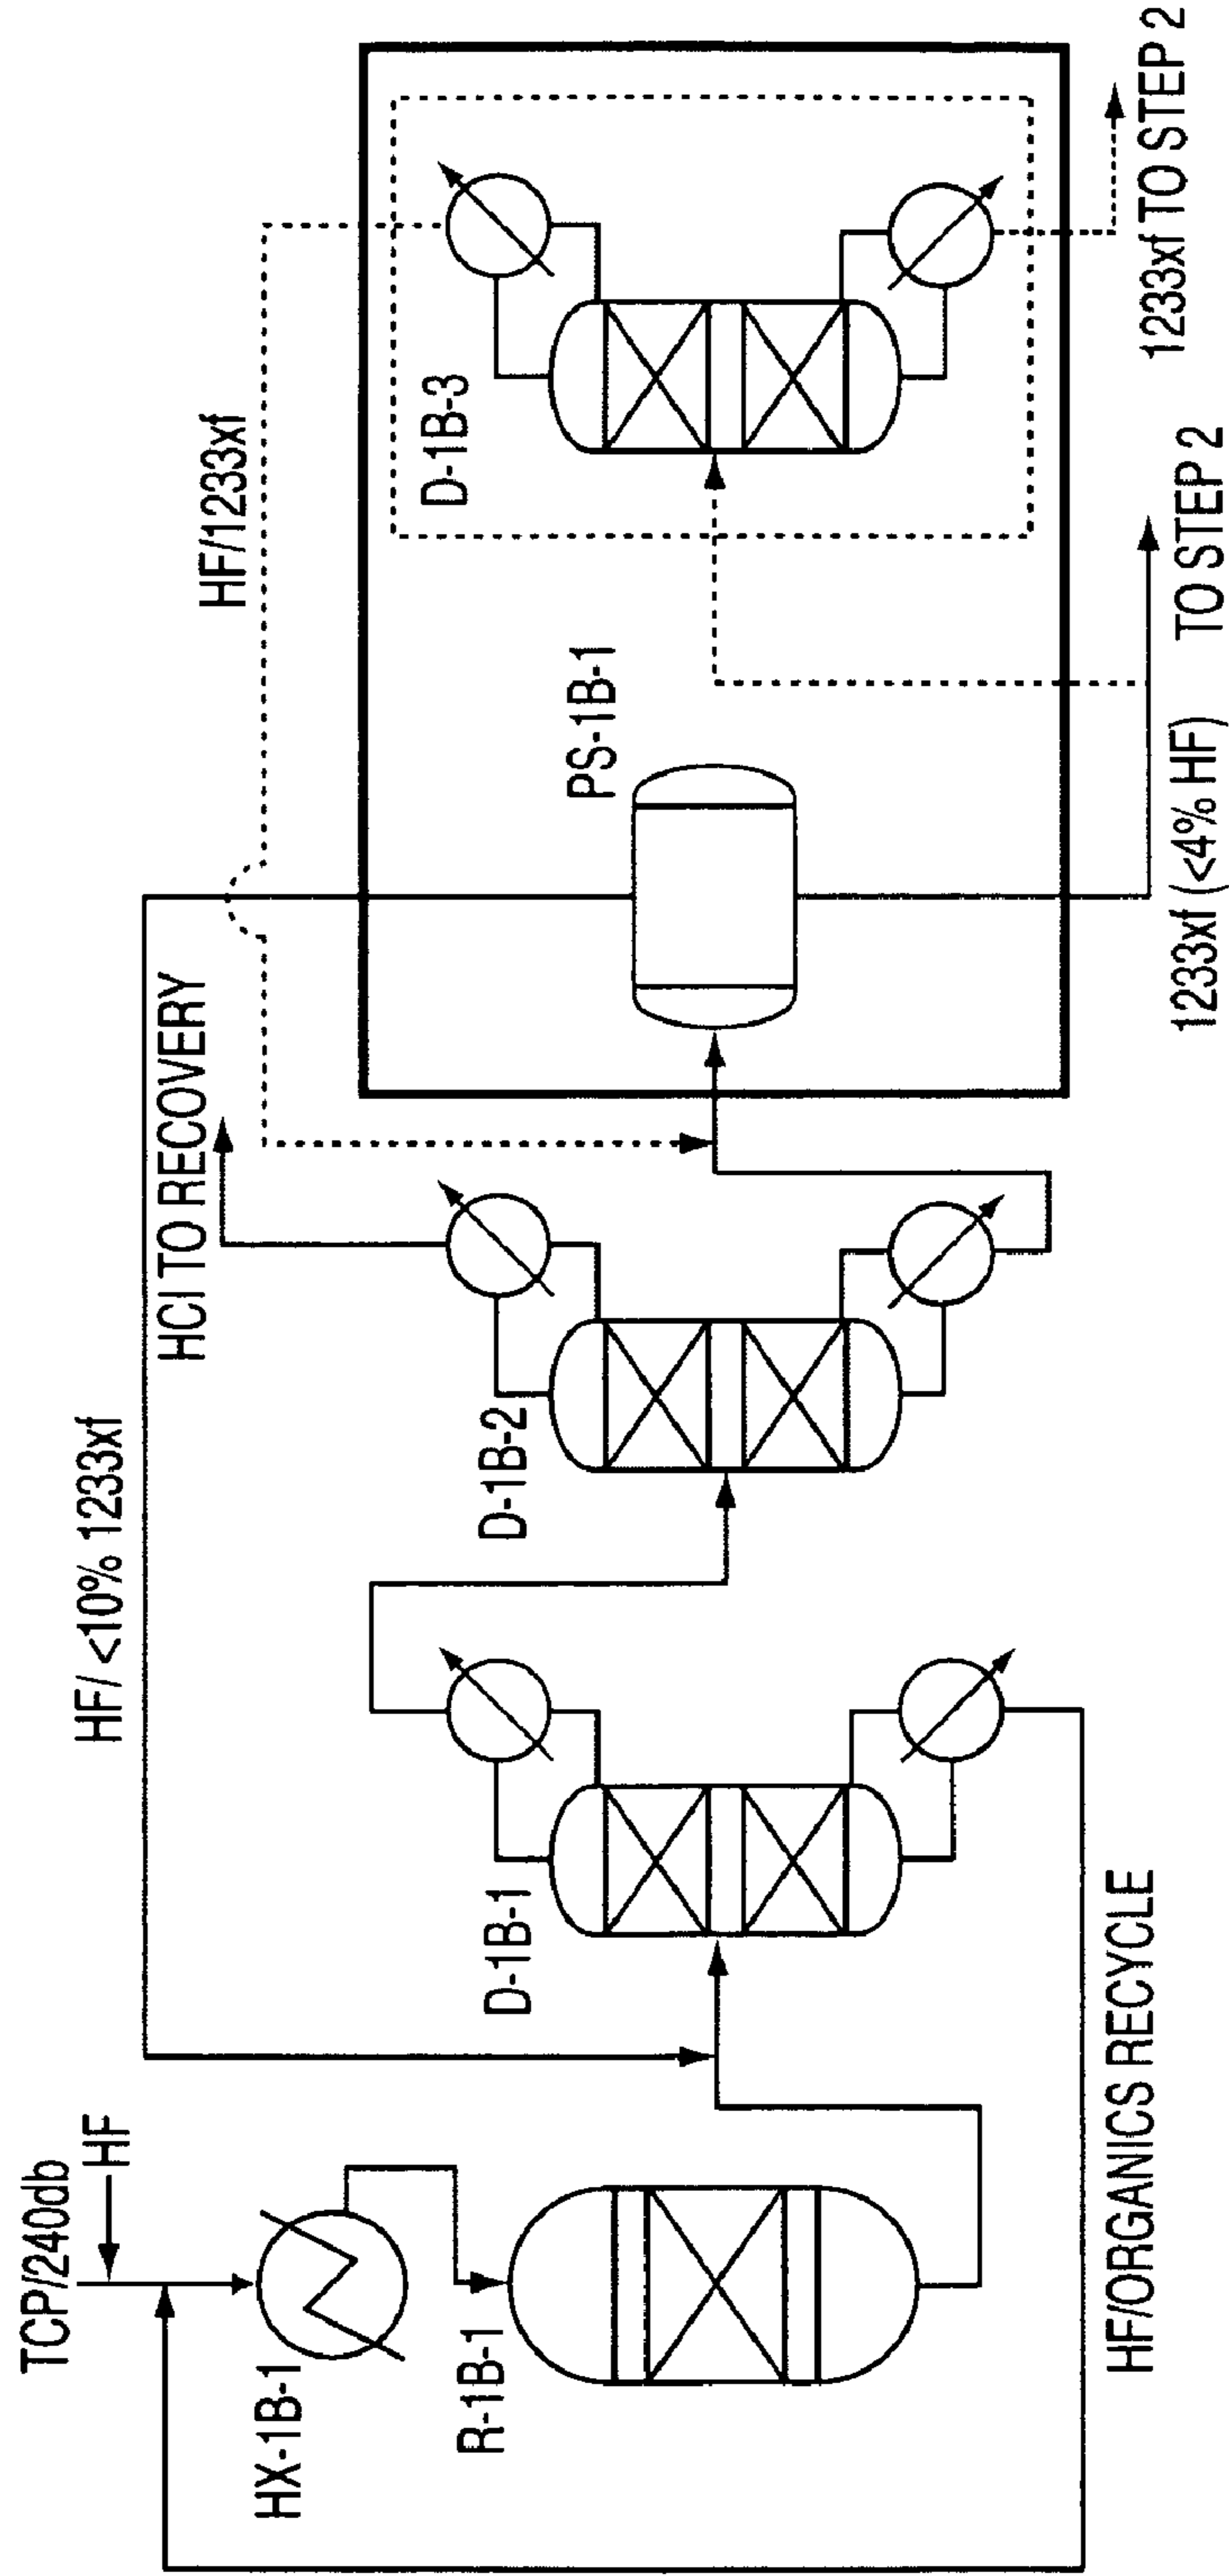 TCP/240db
HF
HX-1B-1
R-1B-1
HF/ <10% 1233xf
D-1B-1
HF/ORGANICS RECYCLE
D-1B-2
HCl TO RECOVERY
HF/1233xf
PS-1B-1
D-1B-3
1233xf (<4% HF) TO STEP 2
1233xf TO STEP 2